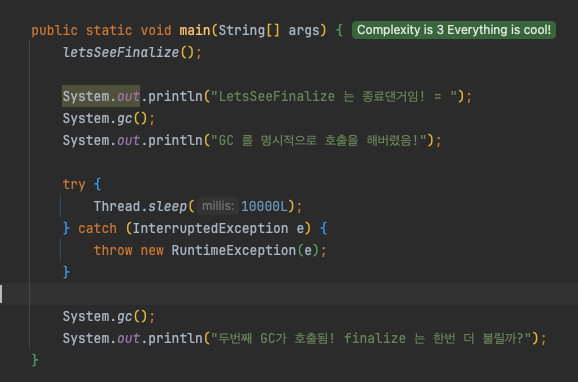 public static void main(String[] args) { Complexity is 3 Everything is cool!
letsSeeFinalize();
System.out.println("LetsSeeFinalize 는 종료댄거임! = ");
System.gc();
System.out.println("GC 를 명시적으로 호출을 해버렸음!");
try {
Thread.sleep( millis: 10000L);
} catch (InterruptedException e) {
throw new RuntimeException(e);
}
System.gc();
System.out.println("두번째 GC가 호출됨! finalize 는 한번 더 불릴까?");
}